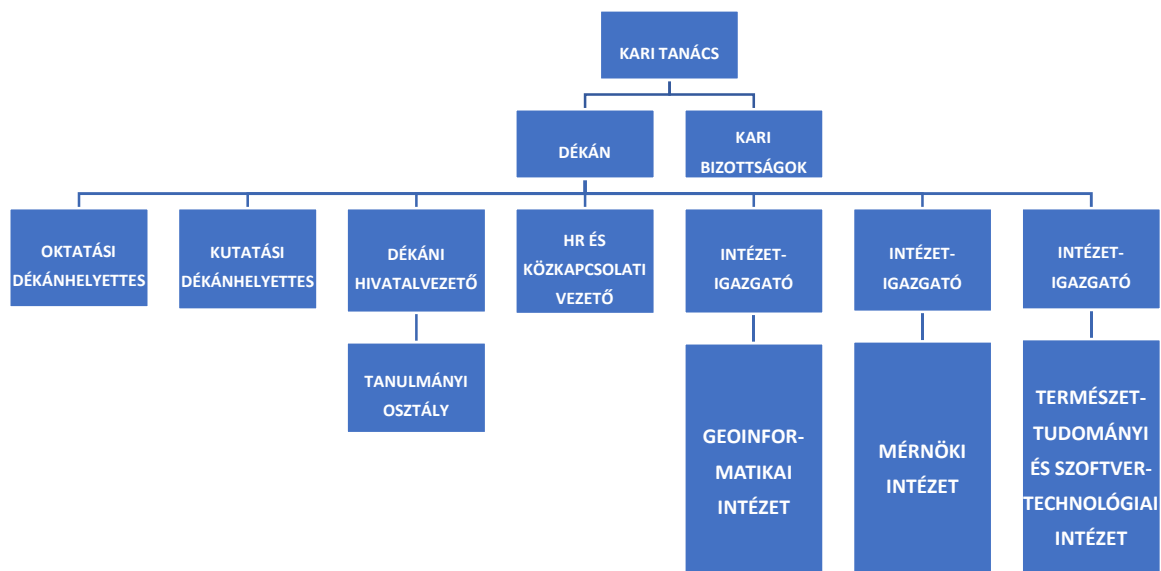 KARI TANÁCS
DÉKÁN
KARI
BIZOTTSÁGOK
OKTATÁSI
DÉKÁNHELYETTES
KUTATÁSI
DÉKÁNHELYETTES
DÉKÁNI
HIVATALVEZETŐ
HR ÉS
KÖZKAPCSOLATI
VEZETŐ
INTÉZET-
IGAZGATÓ
INTÉZET-
IGAZGATÓ
INTÉZET-
IGAZGATÓ
TANULMÁNYI
OSZTÁLY
GEOINFOR-
MATIKAI
INTÉZET
MÉRNÖKI
INTÉZET
TERMÉSZET-
TUDOMÁNYI
ÉS SZOFTVER-
TECHNOLÓGIAI
INTÉZET